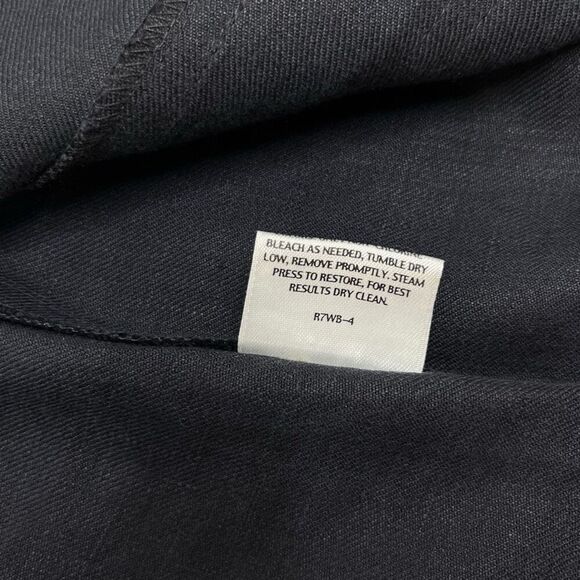 BLEACH AS NEEDED, TUMBLE DRY
LOW, REMOVE PROMPTLY. STEAM
PRESS TO RESTORE, FOR BEST
RESULTS DRY CLEAN.
R7WB-4